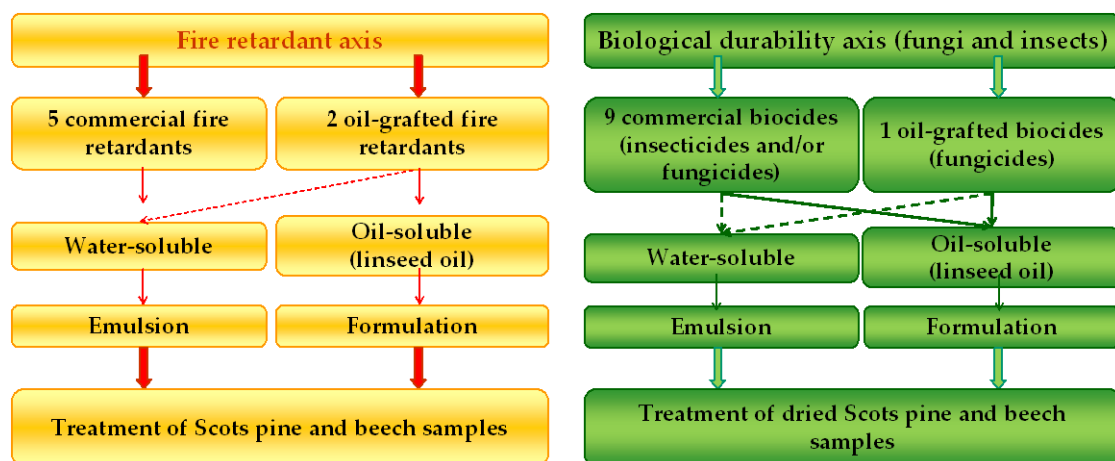 Fire retardant axis
5 commercial fire
retardants
2 oil-grafted fire
retardants
Water-soluble
Oil-soluble
(linseed oil)
Emulsion
Formulation
Treatment of Scots pine and beech samples
Biological durability axis (fungi and insects)
9 commercial biocides
(insecticides and/or
fungicides)
1 oil-grafted biocides
(fungicides)
Water-soluble
Oil-soluble
(linseed oil)
Emulsion
Formulation
Treatment of dried Scots pine and beech
samples